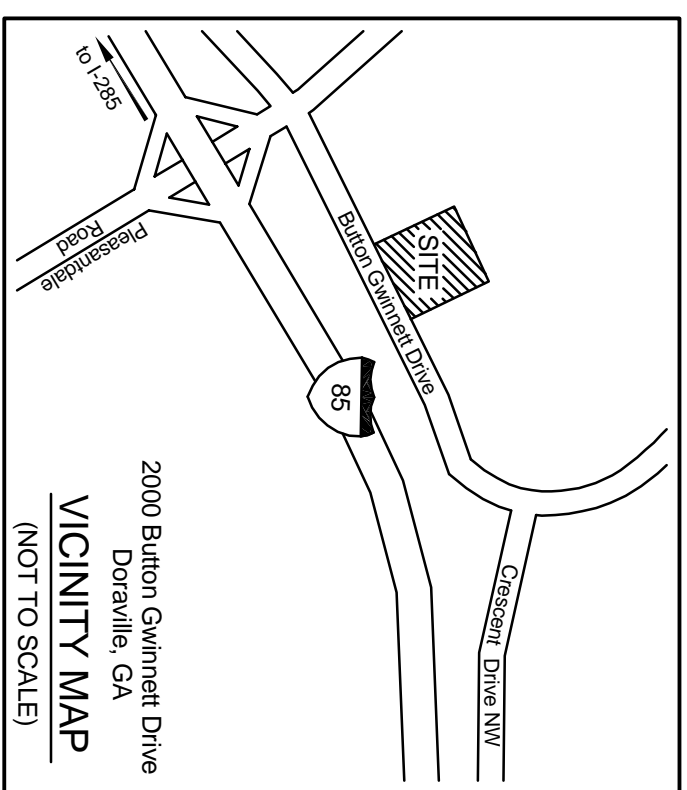 to I-285
Pleasantdale
Road
Button Gwinnett Drive
SITE
85
Crescent Drive NW
2000 Button Gwinnett Drive
Doraville, GA
VICINITY MAP
(NOT TO SCALE)